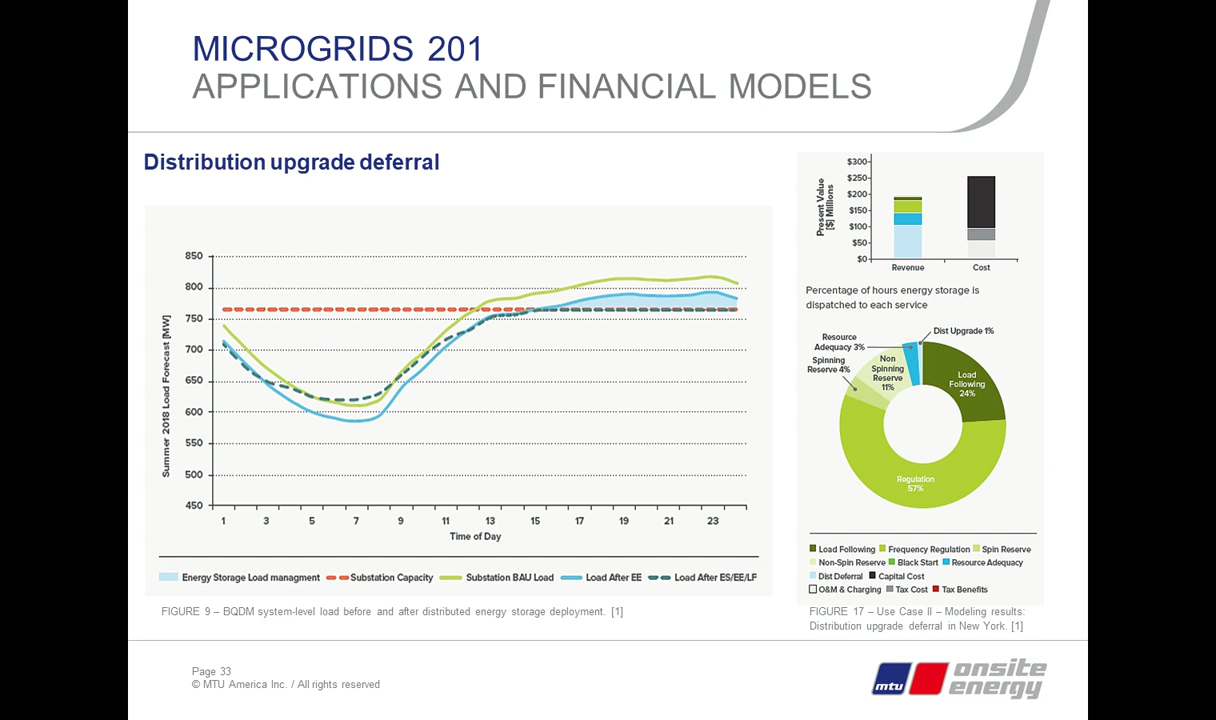 MICROGRIDS 201
APPLICATIONS AND FINANCIAL MODELS
Distribution upgrade deferral
Summer 2018 Load Forecast [MW]
850
800
750
700
650
600
550
500
450
1 3 5 7 9 11 13 15 17 19 21 23
Time of Day
Energy Storage Load managment Substation Capacity Substation BAU Load Load After EE Load After ES/EE/LF
FIGURE 9 – BQDM system-level load before and after distributed energy storage deployment. [1]
Present Value
[$] Millions
$300
$250
$200
$150
$100
$50
$0
Revenue Cost
Percentage of hours energy storage is
dispatched to each service
Dist Upgrade 1%
Resource
Adequacy 3%
Spinning
Reserve 4%
Non
Spinning
Reserve
11%
Load
Following
24%
Regulation
57%
Load Following Frequency Regulation Spin Reserve
Non-Spin Reserve Black Start Resource Adequacy
Dist Deferral Capital Cost
O&M & Charging Tax Cost Tax Benefits
FIGURE 17 – Use Case II – Modeling results:
Distribution upgrade deferral in New York. [1]
Page 33
© MTU America Inc. / All rights reserved
mtu
onsite
energy